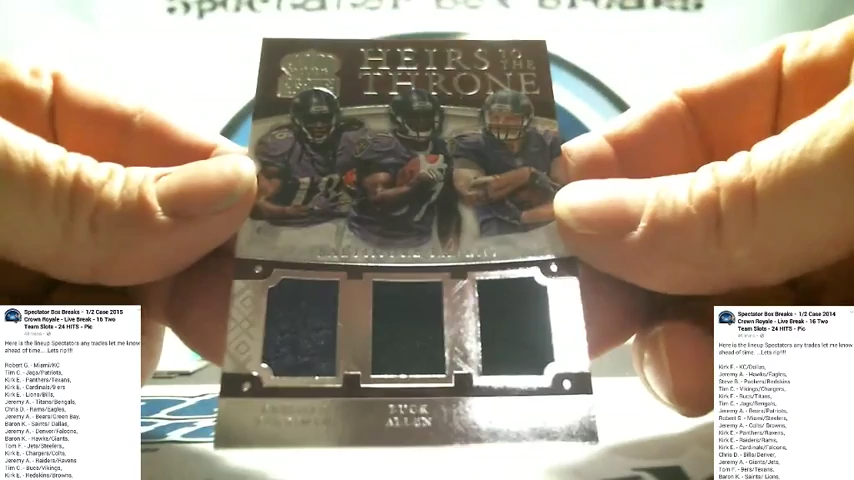 Spectator Box Breaks
HEIRS TO THE
THRONE
BUCK
ALLEN
Spectator Box Breaks - 1/2 Case 2015
Crown Royale - Live Break - 16 Two
Team Slots - 24 HITS - Pic
Here is the lineup Spectators any trades let me know
ahead of time....Lets rip!!!!
Robert G. - Miami/KC
Tim C. - Jags/Patriots,
Kirk E. - Panthers/Texans,
Kirk E. - Cardinals/9ers
Kirk E. - Lions/Bills,
Jeremy A. - Titans/Bengals,
Chris D. - Rams/Eagles,
Jeremy A. - Bears/Green Bay,
Baron K. - Saints/ Dallas,
Jeremy A. - Denver/Falcons,
Baron K. - Hawks/Giants,
Tom F. - Jets/Steelers,
Kirk E. - Chargers/Colts,
Jeremy A. - Raiders/Ravens
Tim C. - Bucs/Vikings,
Kirk E. - Redskins/Browns,
Spectator Box Breaks - 1/2 Case 2014
Crown Royale - Live Break - 16 Two
Team Slots - 24 HITS - Pic
Here is the lineup Spectators any trades let me know
ahead of time....Lets rip!!!!
Kirk F. - KC/Dallas,
Jeremy A. - Hawks/Eagles,
Steve B. - Packers/Redskins
Tim C. - Vikings/Chargers,
Kirk E. - Bucs/Titans,
Tim C. - Jags/Bengals,
Jeremy A. - Bears/Patriots,
Robert G. - Miami/Steelers,
Jeremy A. - Colts/ Browns,
Kirk E. - Panthers/Ravens,
Kirk E. - Raiders/Rams,
Kirk E. - Cardinals/Falcons,
Chris D. - Bills/Denver,
Jeremy A. - Giants/Jets,
Tom F. - 9ers/Texans,
Baron K. - Saints/ Lions,